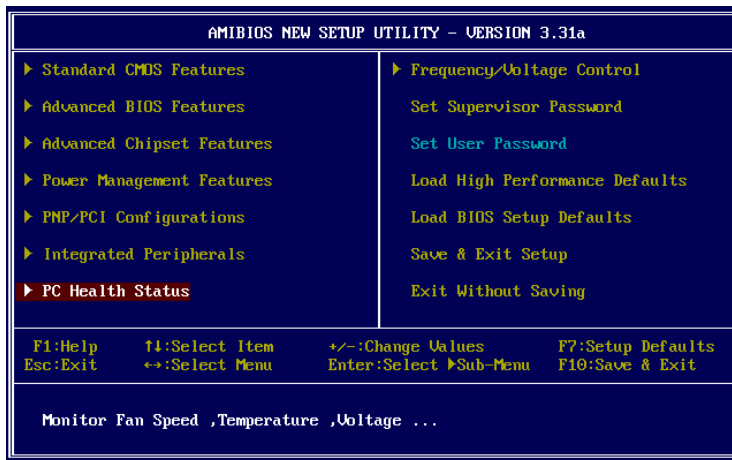 AMIBIOS NEW SETUP UTILITY - VERSION 3.31a
Standard CMOS Features
Advanced BIOS Features
Advanced Chipset Features
Power Management Features
PNP/PCI Configurations
Integrated Peripherals
PC Health Status
Frequency/Voltage Control
Set Supervisor Password
Set User Password
Load High Performance Defaults
Load BIOS Setup Defaults
Save & Exit Setup
Exit Without Saving
F1:Help ↑↓:Select Item +/-:Change Values F7:Setup Defaults
Esc:Exit ↔:Select Menu Enter:Select ▶Sub-Menu F10:Save & Exit
Monitor Fan Speed ,Temperature ,Voltage ...